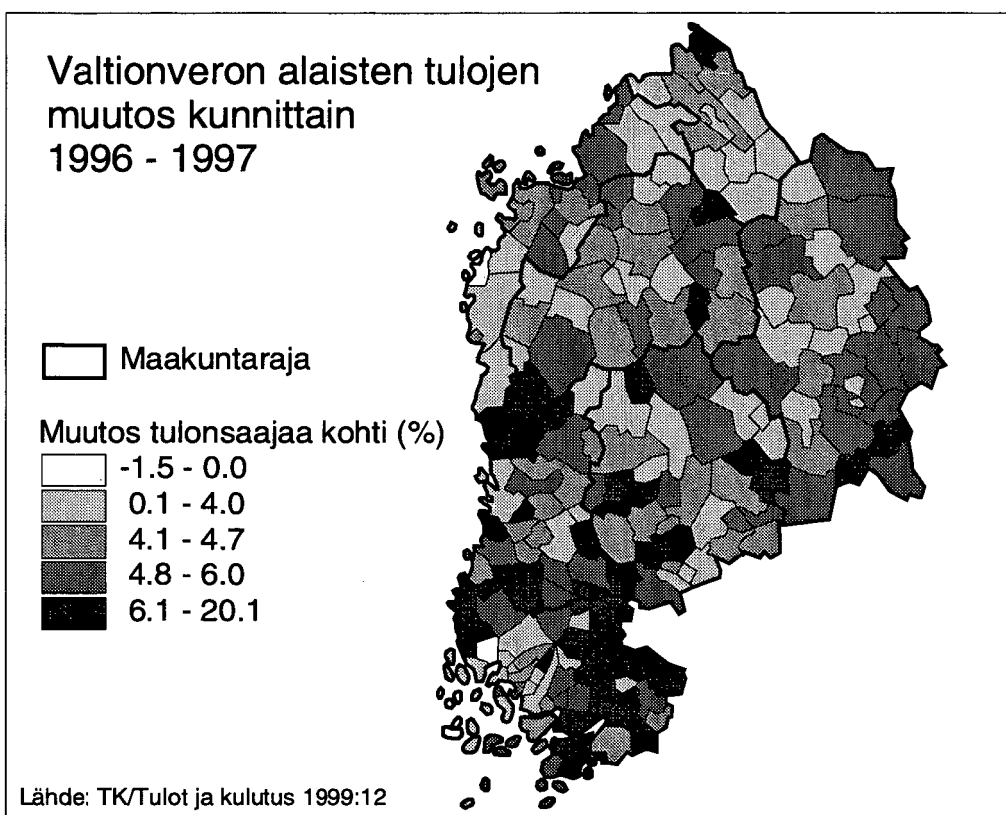 Valtionveron alaisten tulojen
muutos kunnittain
1996 - 1997
Maakuntaraja
Muutos tulonsaajaa kohti (%)
-1.5 - 0.0
0.1 - 4.0
4.1 - 4.7
4.8 - 6.0
6.1 - 20.1
Lähde: TK/Tulot ja kulutus 1999:12